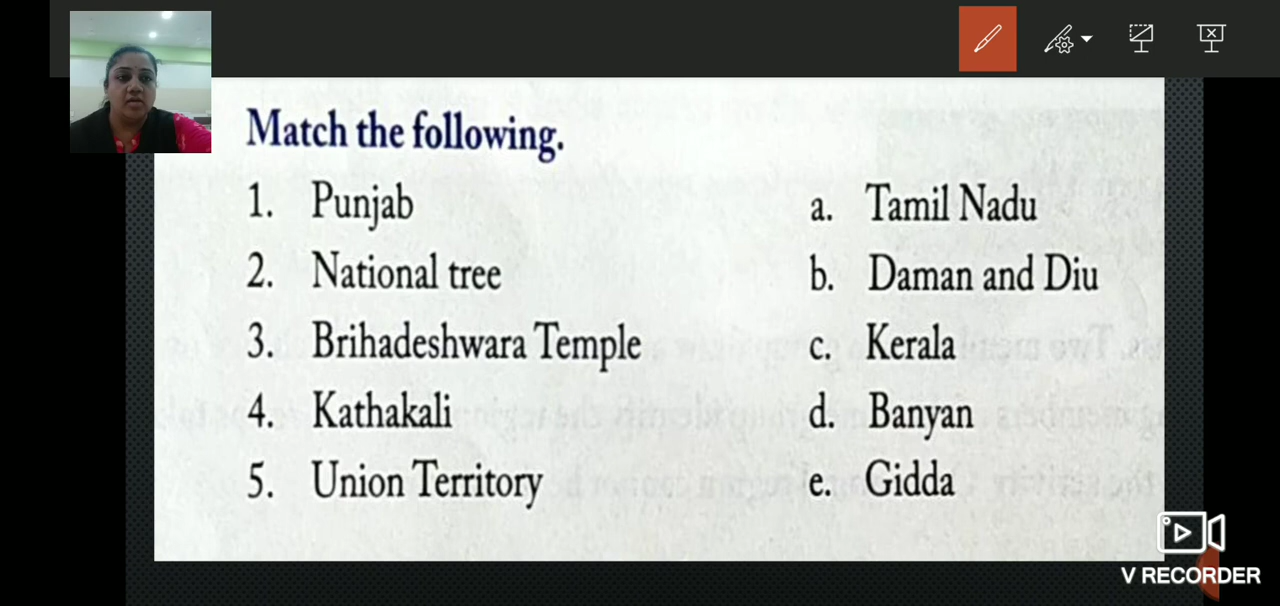 Match the following.
1. Punjab
a. Tamil Nadu
2. National tree
b. Daman and Diu
3. Brihadeshwara Temple
c. Kerala
4. Kathakali
d. Banyan
5. Union Territory
e. Gidda
V RECORDER